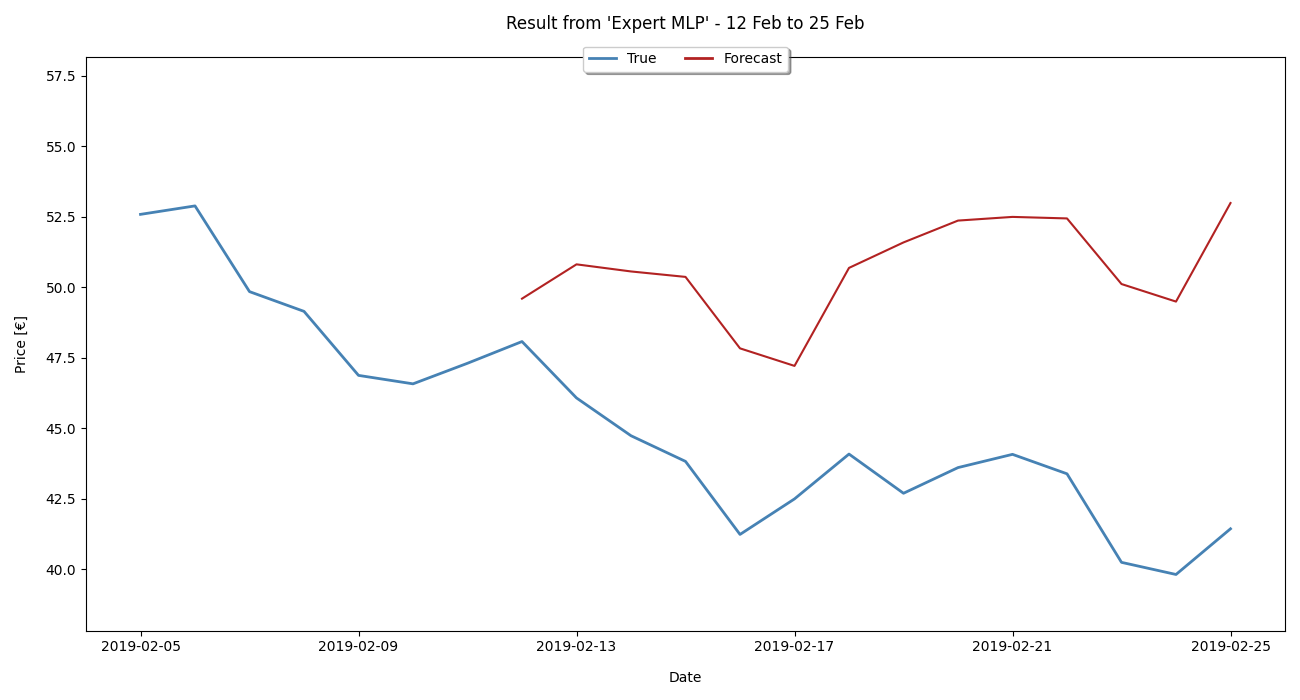 Result from 'Expert MLP' - 12 Feb to 25 Feb
True Forecast
57.5
55.0
52.5
50.0
47.5
45.0
42.5
40.0
Price [€]
2019-02-05 2019-02-09 2019-02-13 2019-02-17 2019-02-21 2019-02-25
Date